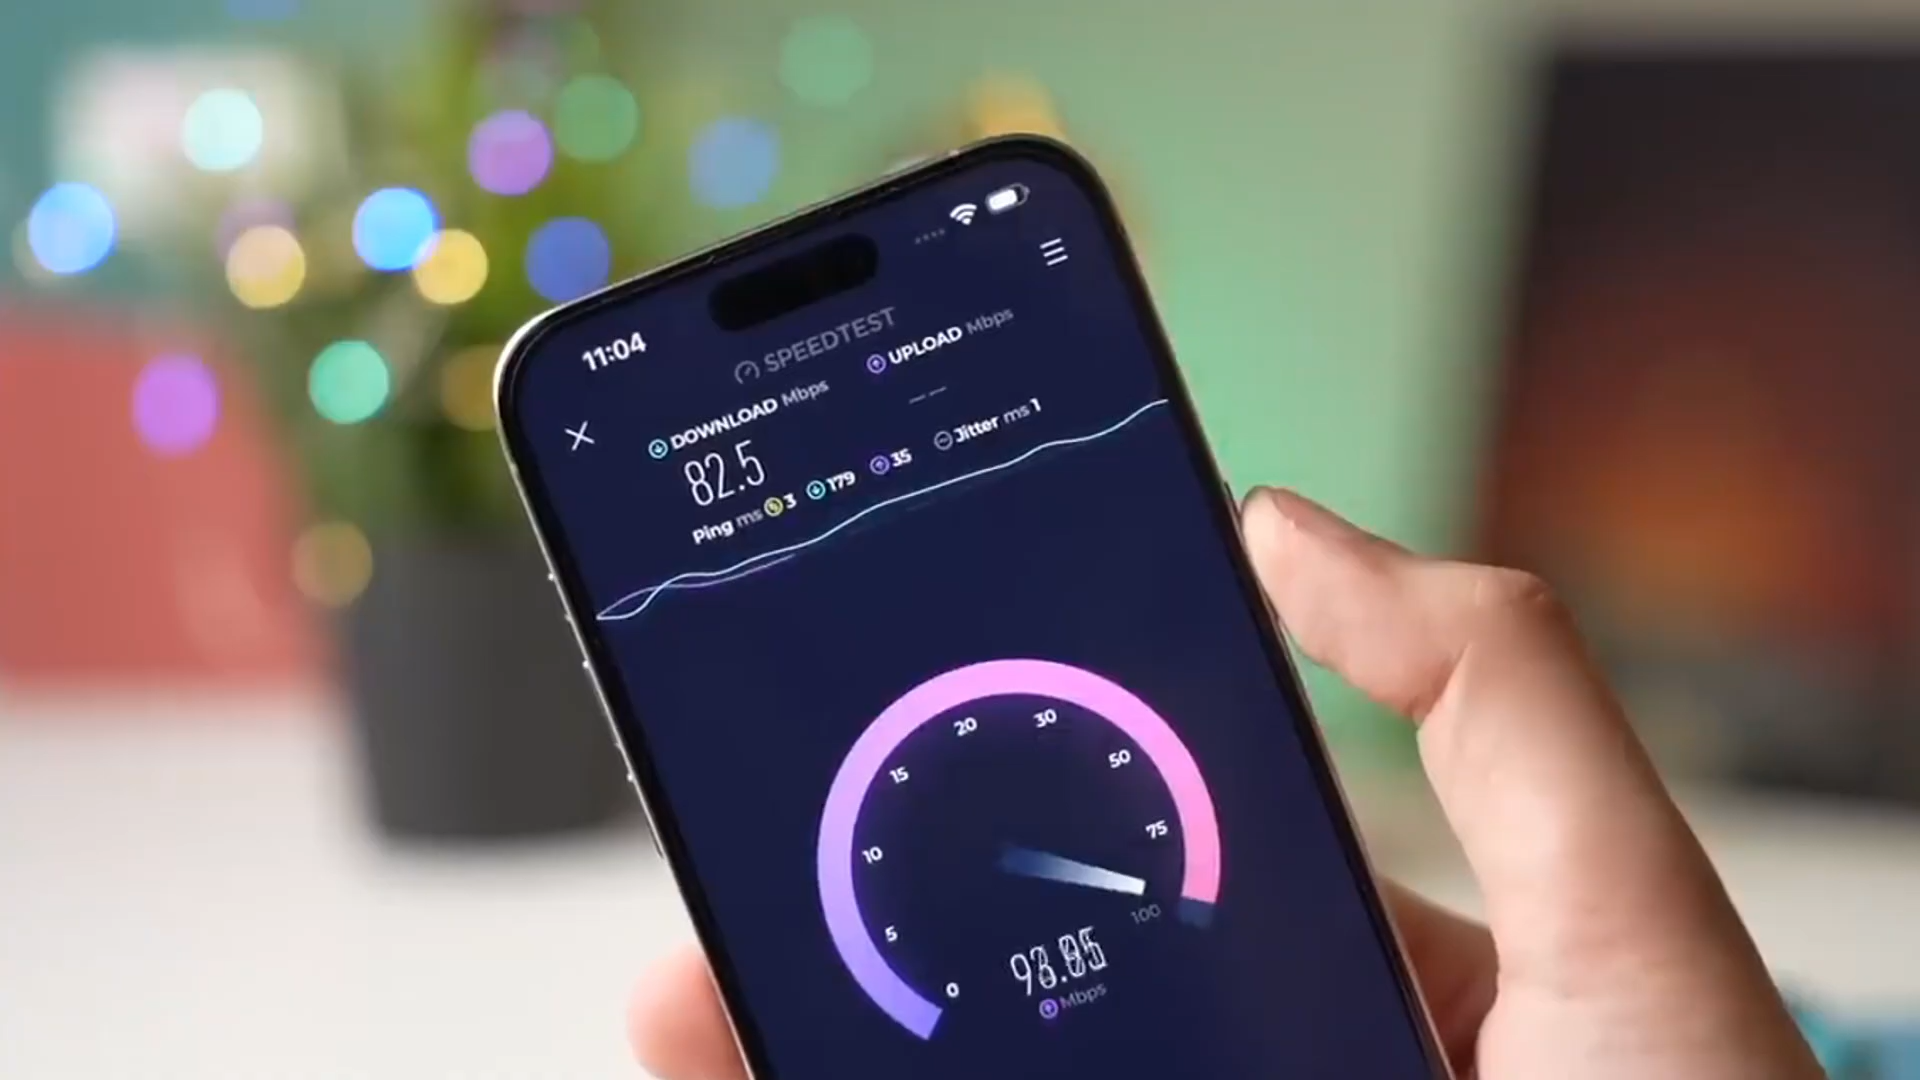 11:04
SPEEDTEST
DOWNLOAD Mbps
82.5
UPLOAD Mbps
Ping ms 3 179 35 Jitter ms 1
0
5
10
15
20
30
50
75
100
Mbps